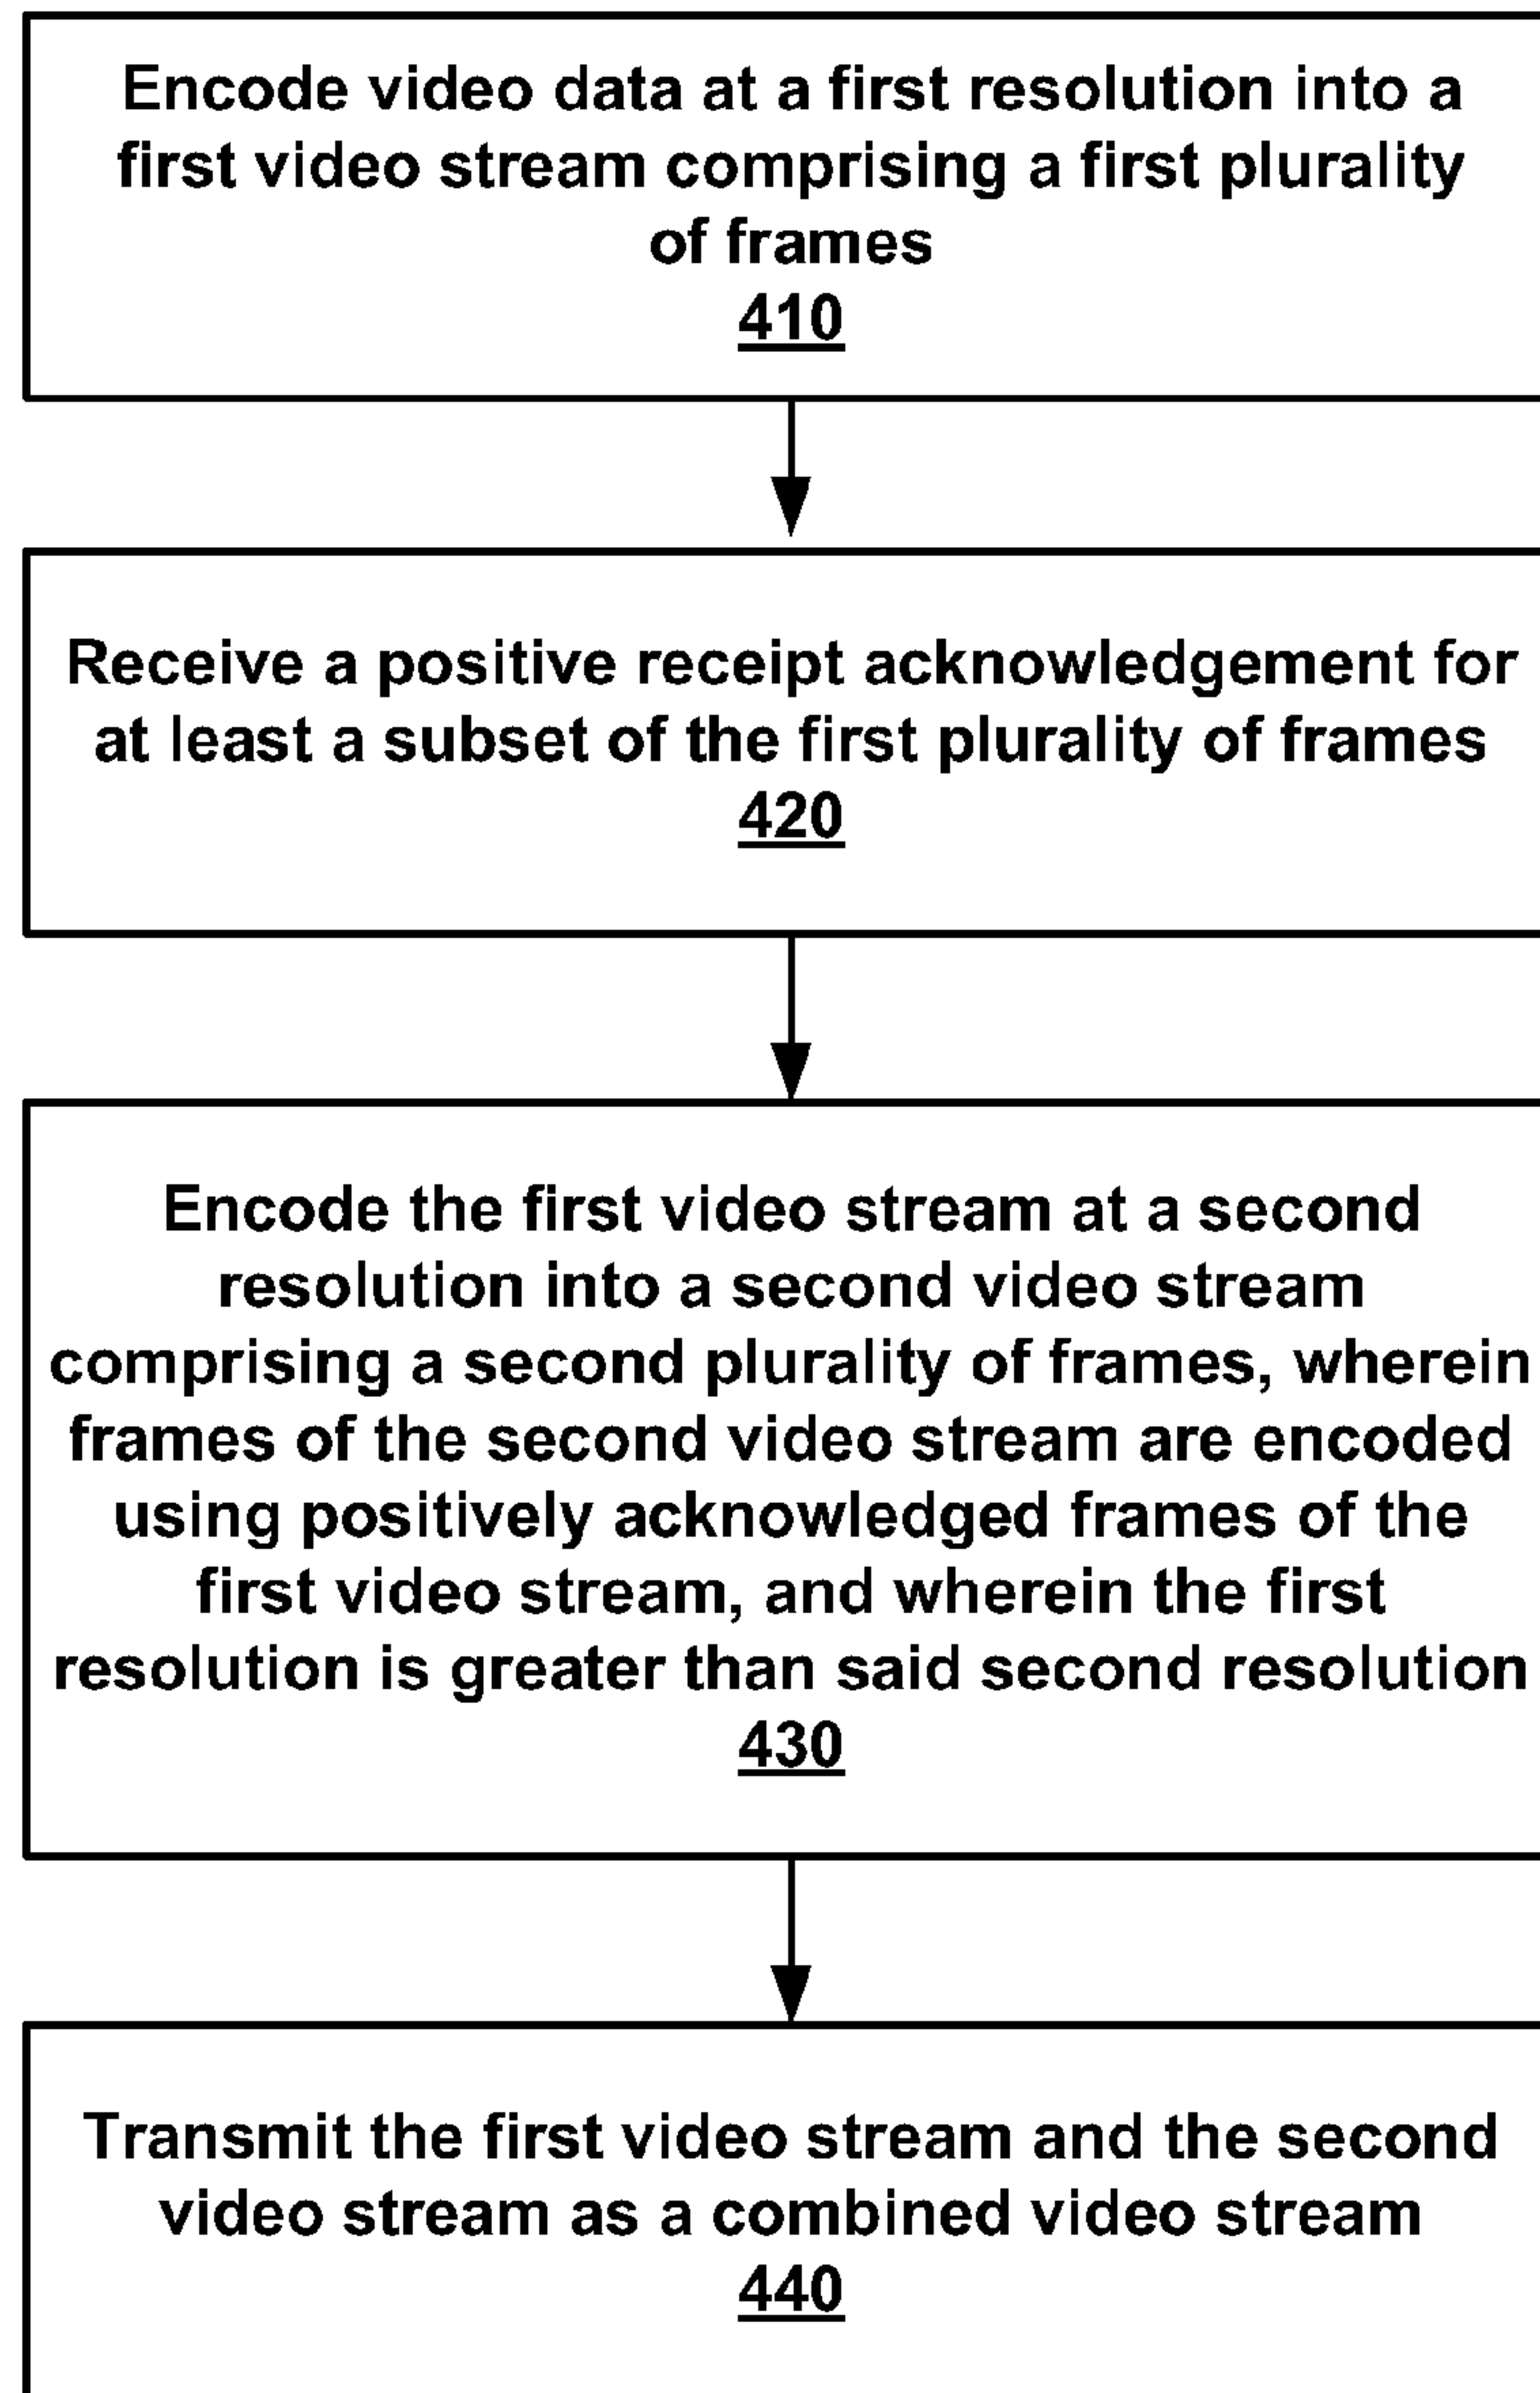 Encode video data at a first resolution into a
first video stream comprising a first plurality
of frames
410
Receive a positive receipt acknowledgement for
at least a subset of the first plurality of frames
420
Encode the first video stream at a second
resolution into a second video stream
comprising a second plurality of frames, wherein
frames of the second video stream are encoded
using positively acknowledged frames of the
first video stream, and wherein the first
resolution is greater than said second resolution
430
Transmit the first video stream and the second
video stream as a combined video stream
440